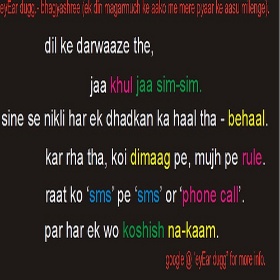 eyEar dugg.- bhagyashree (ek din magarmuch ke aako me mere pyaar ke aasu milenge).
dil ke darwaaze the,
jaa khul jaa sim-sim.
sine se nikli har ek dhadkan ka haal tha - behaal.
kar rha tha, koi dimaag pe, mujh pe rule.
raat ko ‘sms’ pe ‘sms’ or ‘phone call’.
par har ek wo koshish na-kaam.
google @ "eyEar dugg" for more info.